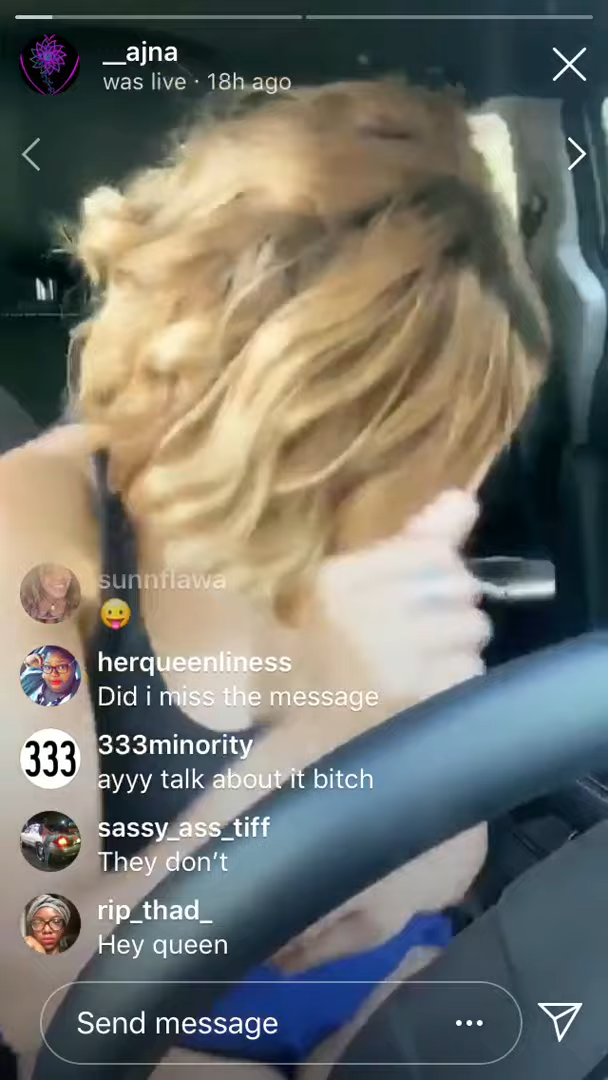 __ajna
was live · 18h ago
sunnflawa
😛
herqueenliness
Did i miss the message
333
333minority
ayyy talk about it bitch
sassy_ass_tiff
They don’t
rip_thad_
Hey queen
Send message